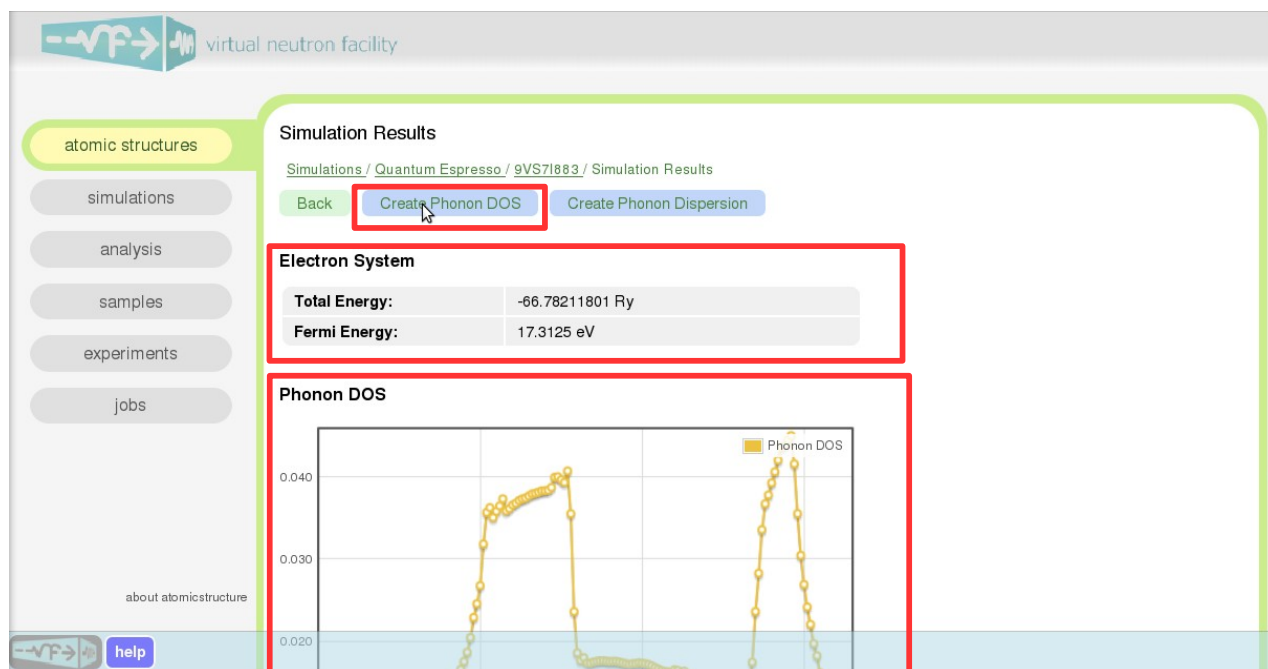 virtual neutron facility
atomic structures
simulations
analysis
samples
experiments
jobs
about atomicstructure
help
Simulation Results
Simulations / Quantum Espresso / 9VS7I883 / Simulation Results
Back Create Phonon DOS Create Phonon Dispersion
Electron System
Total Energy: -66.78211801 Ry
Fermi Energy: 17.3125 eV
Phonon DOS
Phonon DOS
0.040
0.030
0.020